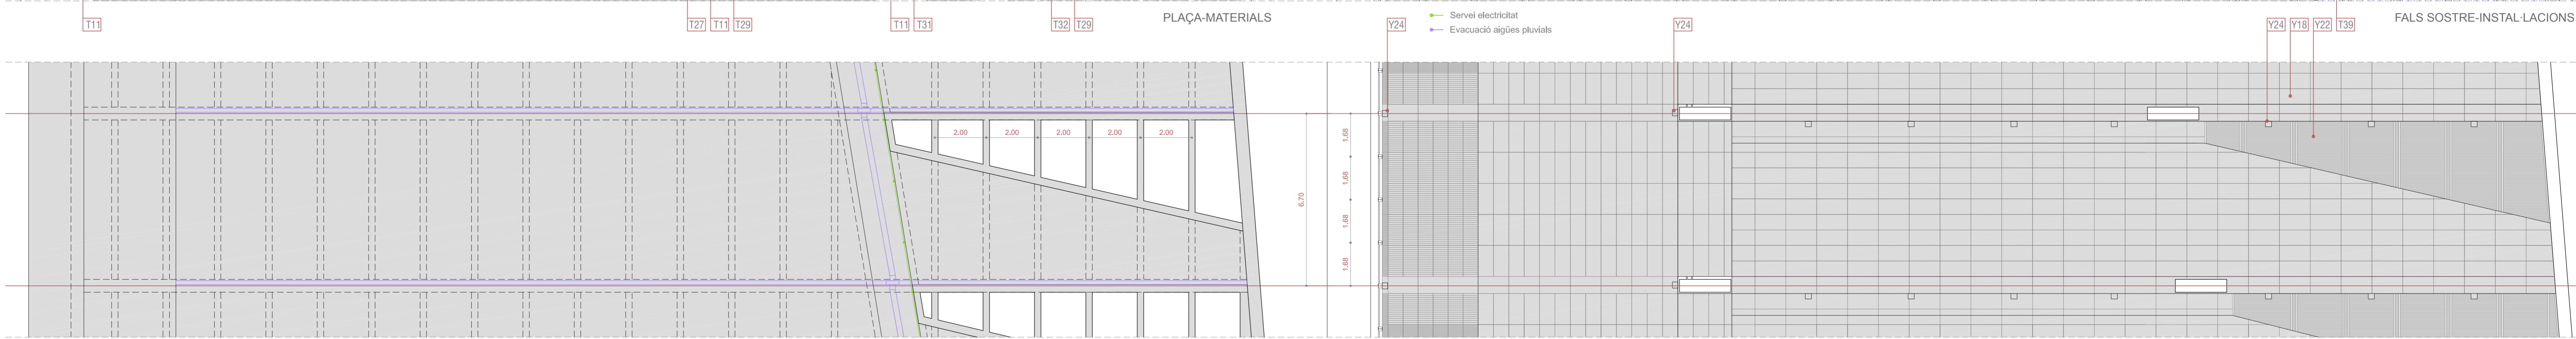 PLAÇA-MATERIALS
Servei electricitat
FALS SOSTRE-INSTAL·LACIONS
T11 T27 T11 T29 T11 T31 T32 T29 Y24 Y24 Y24 Y18 Y22 T39
Evacuació aigües pluvials
2.00 2.00 2.00 2.00 2.00
1.68
1.68
6.70
1.68
1.68